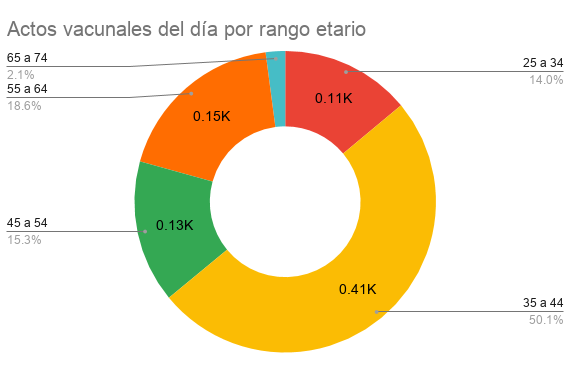 Actos vacunales del día por rango etario
65 a 74
2.1%
55 a 64
18.6%
45 a 54
15.3%
25 a 34
14.0%
35 a 44
50.1%
0.11K
0.15K
0.13K
0.41K